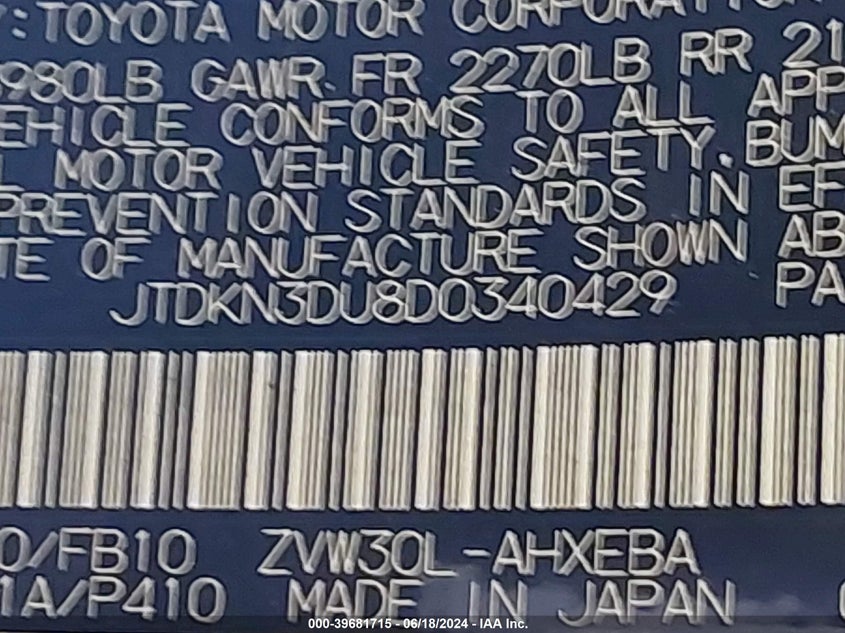 : TOYOTA MOTOR CORPORATION
980LB GAWR FR 2270LB RR 21
EHICLE CONFORMS TO ALL APP
L MOTOR VEHICLE SAFETY, BUM
PREVENTION STANDARDS IN EF
TE OF MANUFACTURE SHOWN AB
JTDKN3DU8D0340429 PA
0/FB10 ZVW30L-AHXEBA
1A/P410 MADE IN JAPAN
000-39681715 - 06/18/2024 - IAA Inc.